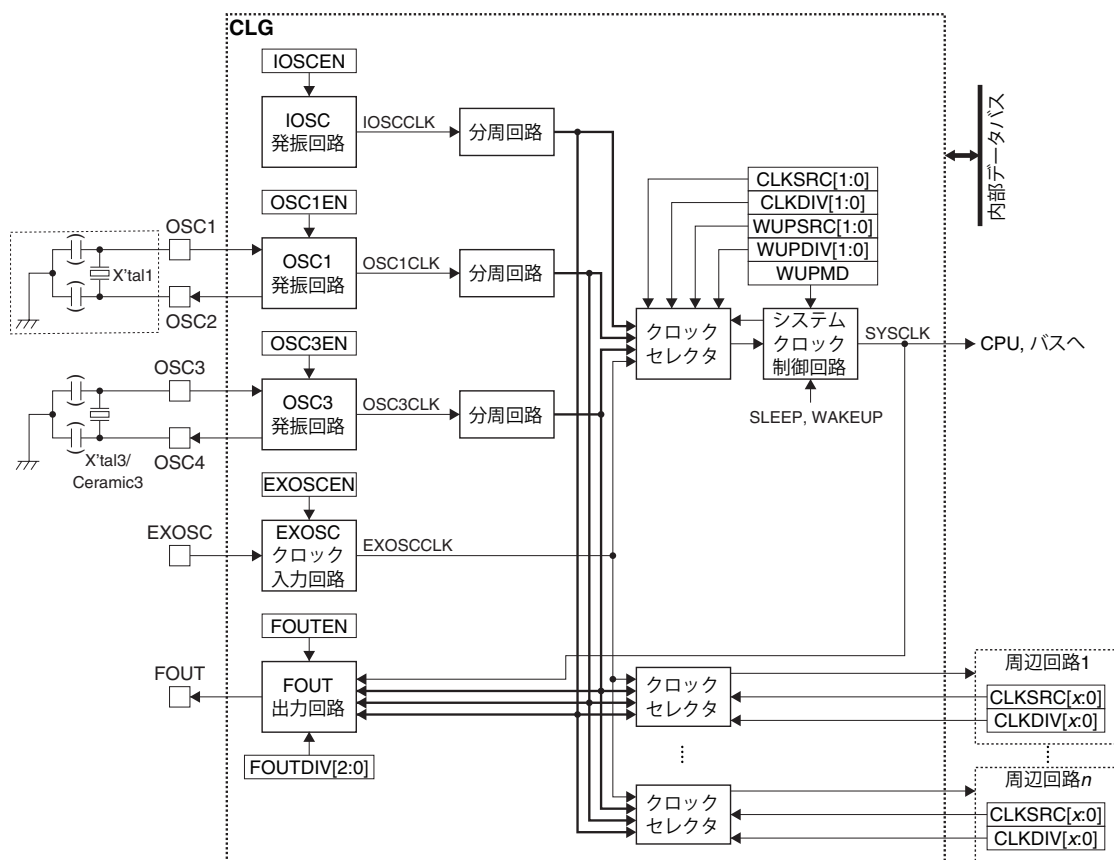 CLG
IOSCEN
IOSC
発振回路
IOSCCLK
分周回路
内部データバス
CLKSRC[1:0]
CLKDIV[1:0]
WUPSRC[1:0]
WUPDIV[1:0]
WUPMD
OSC1EN
OSC1
OSC1
発振回路
OSC1CLK
分周回路
X'tal1
OSC2
クロック
セレクタ
システム
クロック
制御回路
SYSCLK
CPU, バスへ
SLEEP, WAKEUP
OSC3EN
OSC3
OSC3
発振回路
OSC3CLK
分周回路
X'tal3/
Ceramic3
OSC4
EXOSCEN
EXOSC
EXOSC
クロック
入力回路
EXOSCCLK
FOUTEN
FOUT
FOUT
出力回路
FOUTDIV[2:0]
クロック
セレクタ
周辺回路1
CLKSRC[x:0]
CLKDIV[x:0]
...
クロック
セレクタ
周辺回路n
CLKSRC[x:0]
CLKDIV[x:0]